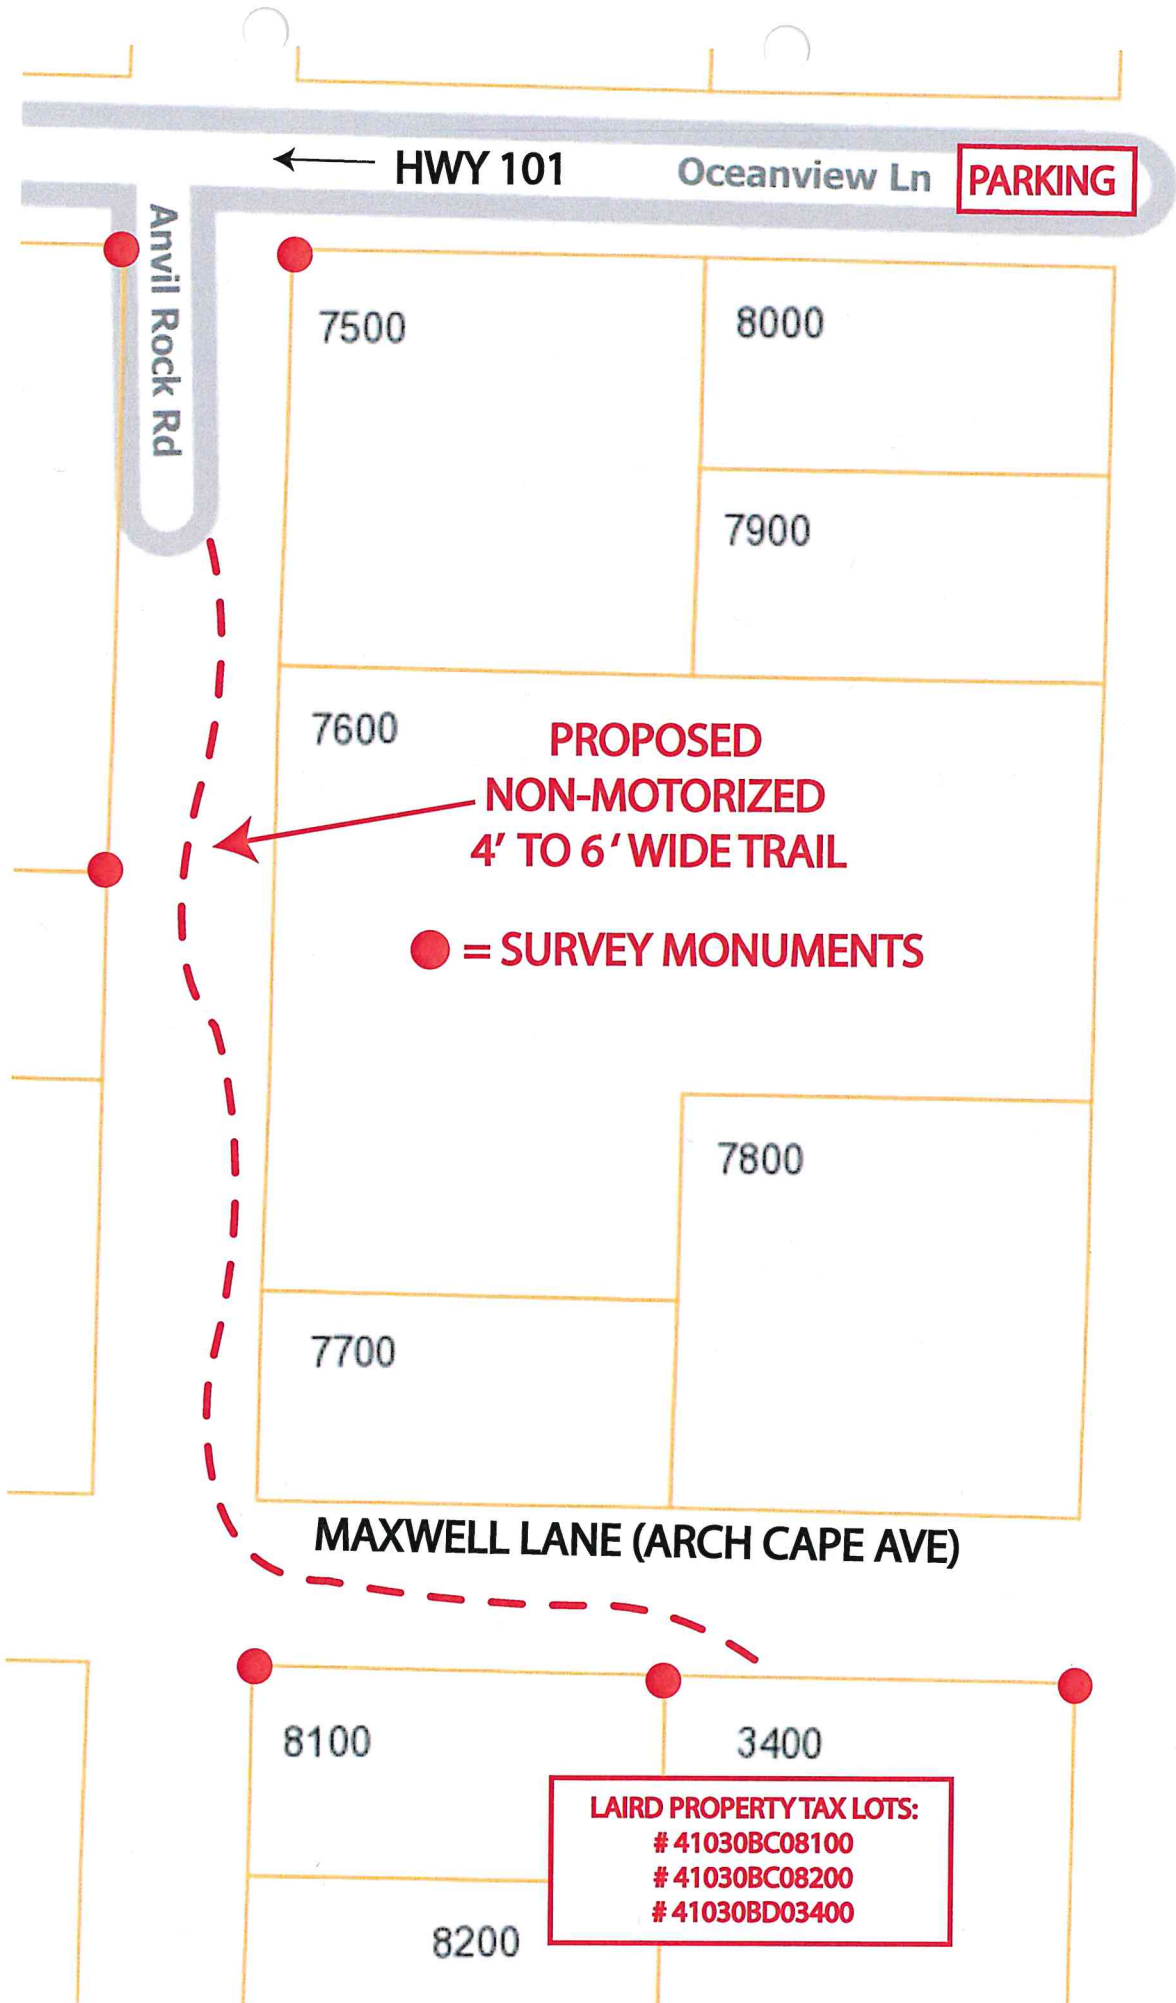 HWY 101
Oceanview Ln
PARKING
Anvil Rock Rd
7500
8000
7900
7600
PROPOSED
NON-MOTORIZED
4' TO 6' WIDE TRAIL
= SURVEY MONUMENTS
7800
7700
MAXWELL LANE (ARCH CAPE AVE)
8100
3400
LAIRD PROPERTY TAX LOTS:
# 41030BC08100
# 41030BC08200
# 41030BD03400
8200